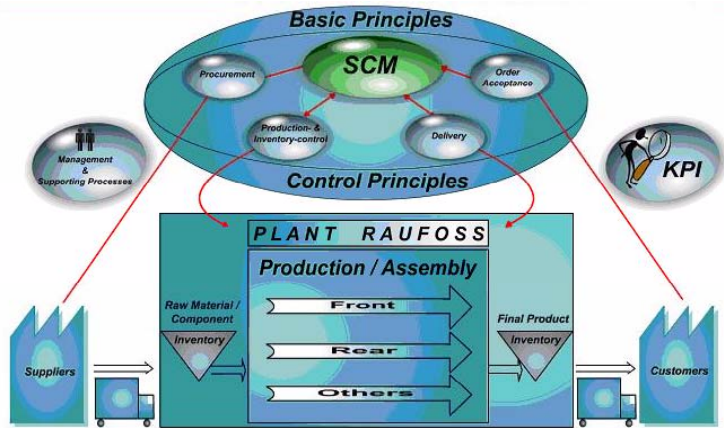 Basic Principles
Procurement
SCM
Order
Acceptance
Production- &
Inventory-control
Delivery
Management
&
Supporting Processes
Control Principles
KPI
PLANT RAUFOSS
Production / Assembly
Raw Material /
Component
Inventory
Front
Rear
Others
Final Product
Inventory
Suppliers
Customers